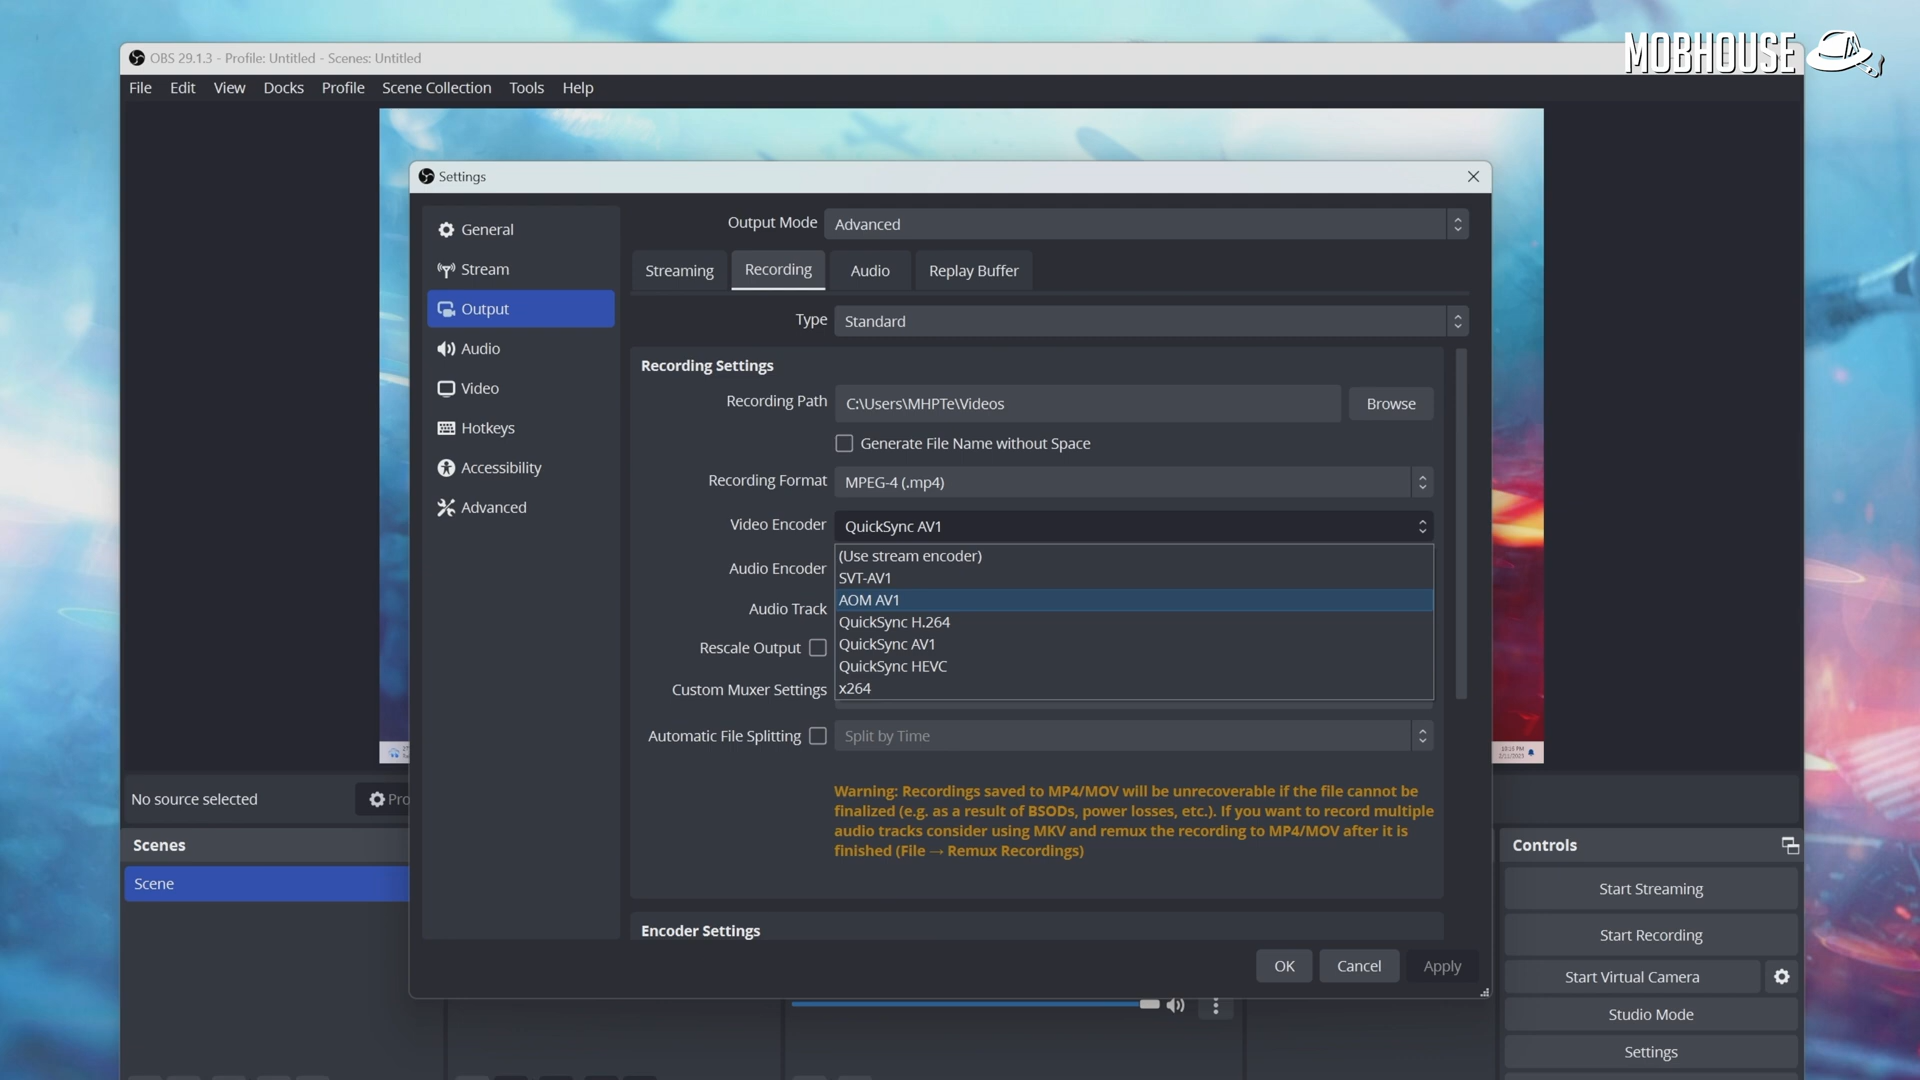 MOBHOUSE
OBS 29.1.3 - Profile: Untitled - Scenes: Untitled
File Edit View Docks Profile Scene Collection Tools Help
Settings
General
Stream
Output
Audio
Video
Hotkeys
Accessibility
Advanced
Output Mode Advanced
Streaming Recording Audio Replay Buffer
Type Standard
Recording Settings
Recording Path C:\Users\MHPTe\Videos Browse
Generate File Name without Space
Recording Format MPEG-4 (.mp4)
Video Encoder QuickSync AV1
(Use stream encoder)
SVT-AV1
AOM AV1
QuickSync H.264
QuickSync AV1
QuickSync HEVC
x264
Audio Encoder
Audio Track
Rescale Output
Custom Muxer Settings
Automatic File Splitting Split by Time
Warning: Recordings saved to MP4/MOV will be unrecoverable if the file cannot be
finalized (e.g. as a result of BSODs, power losses, etc.). If you want to record multiple
audio tracks consider using MKV and remux the recording to MP4/MOV after it is
finished (File → Remux Recordings)
Encoder Settings
OK Cancel Apply
No source selected
Pro
Scenes
Scene
Controls
Start Streaming
Start Recording
Start Virtual Camera
Studio Mode
Settings